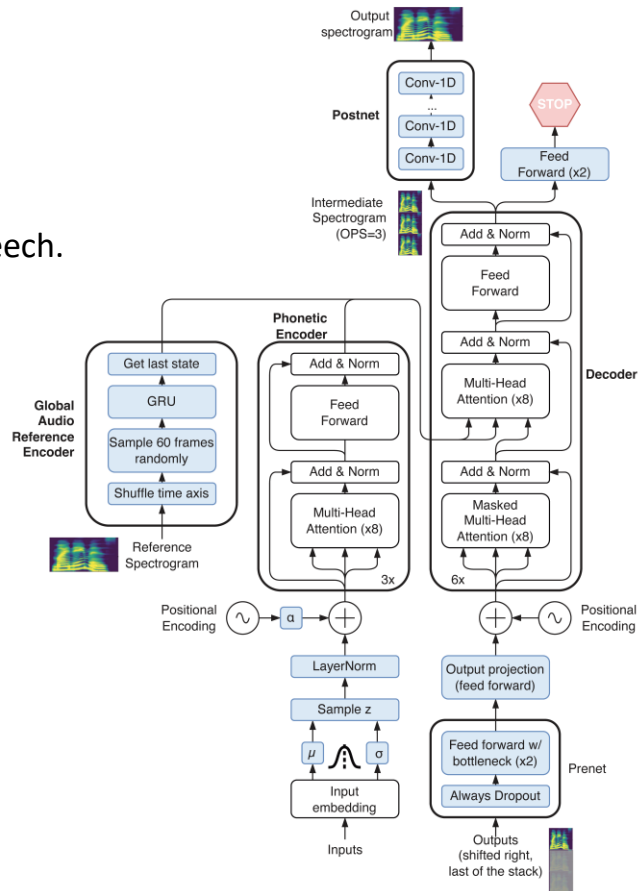 Output
spectrogram
Conv-1D
...
Conv-1D
Conv-1D
Postnet
STOP
Feed
Forward (x2)
Intermediate
Spectrogram
(OPS=3)
Add & Norm
Feed
Forward
Add & Norm
Multi-Head
Attention (x8)
Add & Norm
Masked
Multi-Head
Attention (x8)
6x
Decoder
eech.
Phonetic
Encoder
Add & Norm
Feed
Forward
Add & Norm
Multi-Head
Attention (x8)
3x
Get last state
GRU
Sample 60 frames
randomly
Shuffle time axis
Global
Audio
Reference
Encoder
Reference
Spectrogram
Positional
Encoding
α
LayerNorm
Sample z
μ
σ
Input
embedding
Inputs
Positional
Encoding
Output projection
(feed forward)
Feed forward w/
bottleneck (x2)
Always Dropout
Prenet
Outputs
(shifted right,
last of the stack)